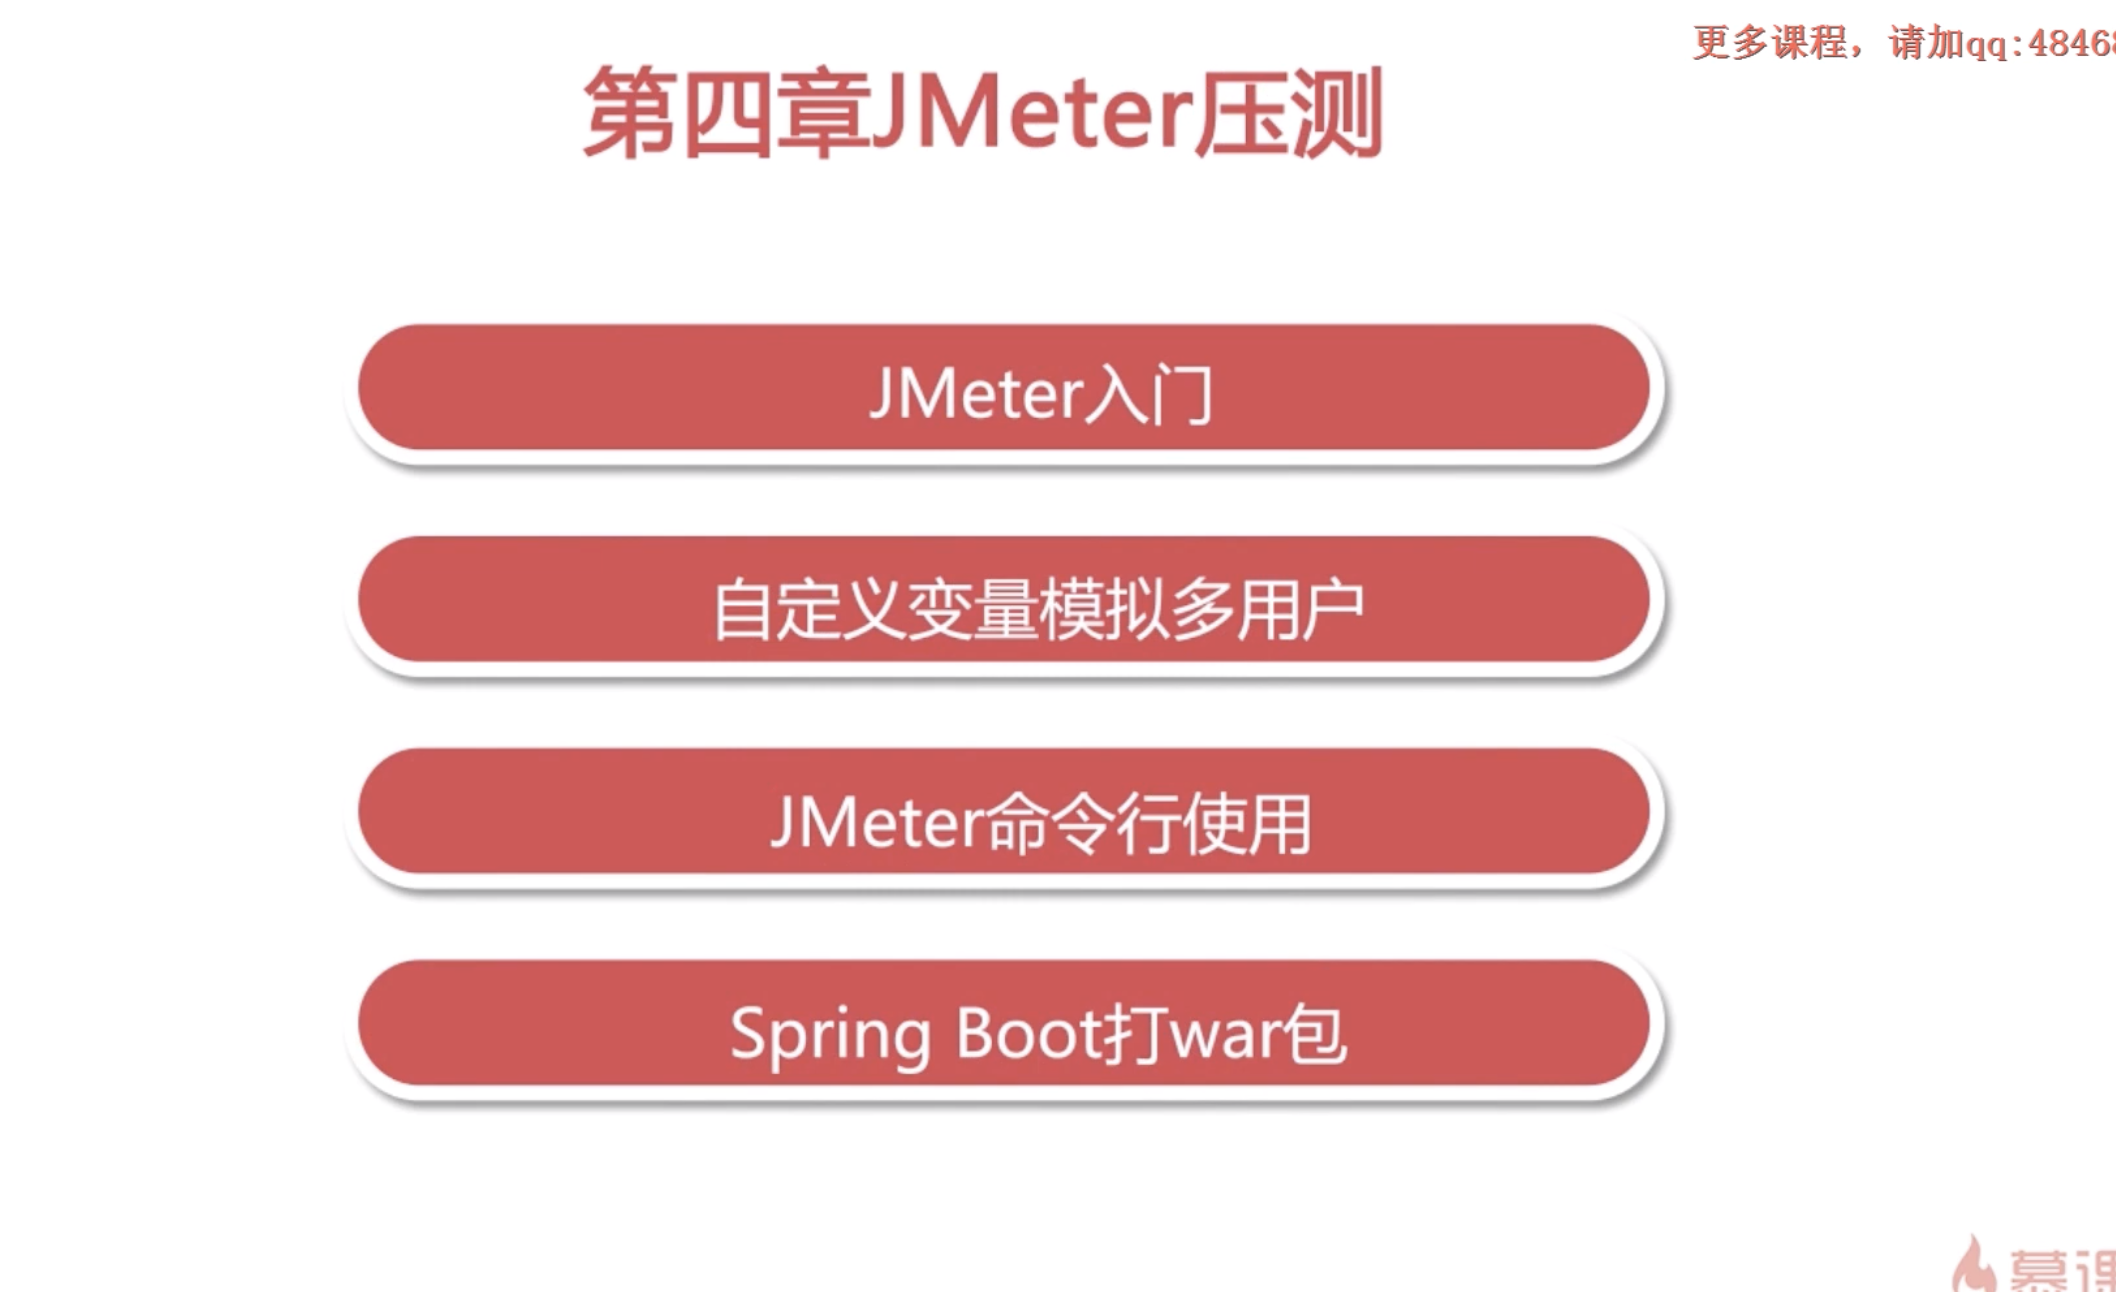 更多课程，请加qq:48468
第四章JMeter压测
JMeter入门
自定义变量模拟多用户
JMeter命令行使用
Spring Boot打war包
慕课